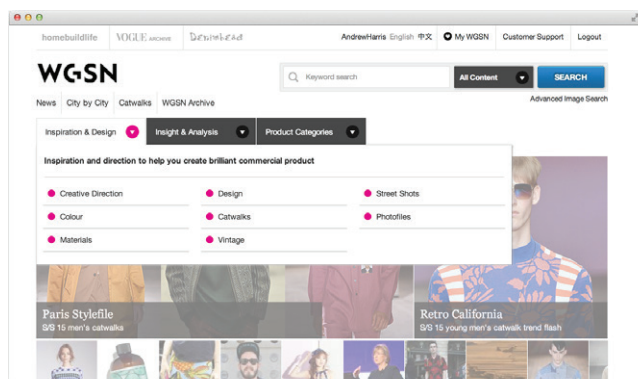 homebuildlife VOGUE ARCHIVE Denimhead AndrewHarris English 中文 My WGSN Customer Support Logout
WGSN
Keyword search All Content SEARCH
News City by City Catwalks WGSN Archive Advanced Image Search
Inspiration & Design Insight & Analysis Product Categories
Inspiration and direction to help you create brilliant commercial product
Creative Direction Design Street Shots
Colour Catwalks Photofiles
Materials Vintage
Paris Stylefile Retro California
S/S 15 men's catwalks S/S 15 young men's catwalk trend flash